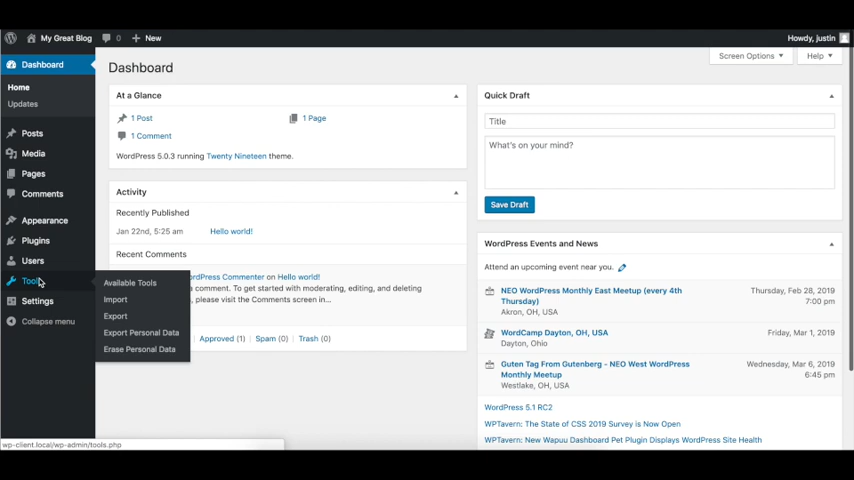 My Great Blog 0 + New Howdy, justin
Screen Options Help
Dashboard
Home
Updates
Posts
Media
Pages
Comments
Appearance
Plugins
Users
Settings
Collapse menu
Available Tools
Import
Export
Export Personal Data
Erase Personal Data
Dashboard
At a Glance
1 Post 1 Page
1 Comment
WordPress 5.0.3 running Twenty Nineteen theme.
Activity
Recently Published
Jan 22nd, 5:25 am Hello world!
Recent Comments
Commenter on Hello world!
a comment. To get started with moderating, editing, and deleting
, please visit the Comments screen in...
Approved (1) | Spam (0) | Trash (0)
Quick Draft
Title
What's on your mind?
Save Draft
WordPress Events and News
Attend an upcoming event near you.
NEO WordPress Monthly East Meetup (every 4th Thursday, Feb 28, 2019
Thursday) 7:00 pm
Akron, OH, USA
WordCamp Dayton, OH, USA Friday, Mar 1, 2019
Dayton, Ohio
Guten Tag From Gutenberg - NEO West WordPress Wednesday, Mar 6, 2019
Monthly Meetup 6:45 pm
Westlake, OH, USA
WordPress 5.1 RC2
WPTavern: The State of CSS 2019 Survey is Now Open
WPTavern: New Wapuu Dashboard Pet Plugin Displays WordPress Site Health
wp-client.local/wp-admin/tools.php